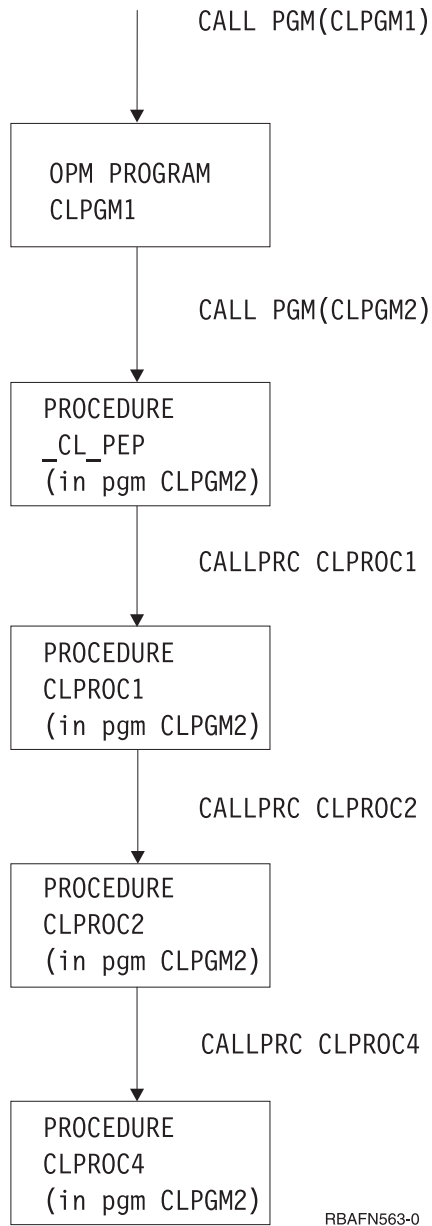 CALL PGM(CLPGM1)
OPM PROGRAM
CLPGM1
CALL PGM(CLPGM2)
PROCEDURE
_CL_PEP
(in pgm CLPGM2)
CALLPRC CLPROC1
PROCEDURE
CLPROC1
(in pgm CLPGM2)
CALLPRC CLPROC2
PROCEDURE
CLPROC2
(in pgm CLPGM2)
CALLPRC CLPROC4
PROCEDURE
CLPROC4
(in pgm CLPGM2)
RBAFN563-0